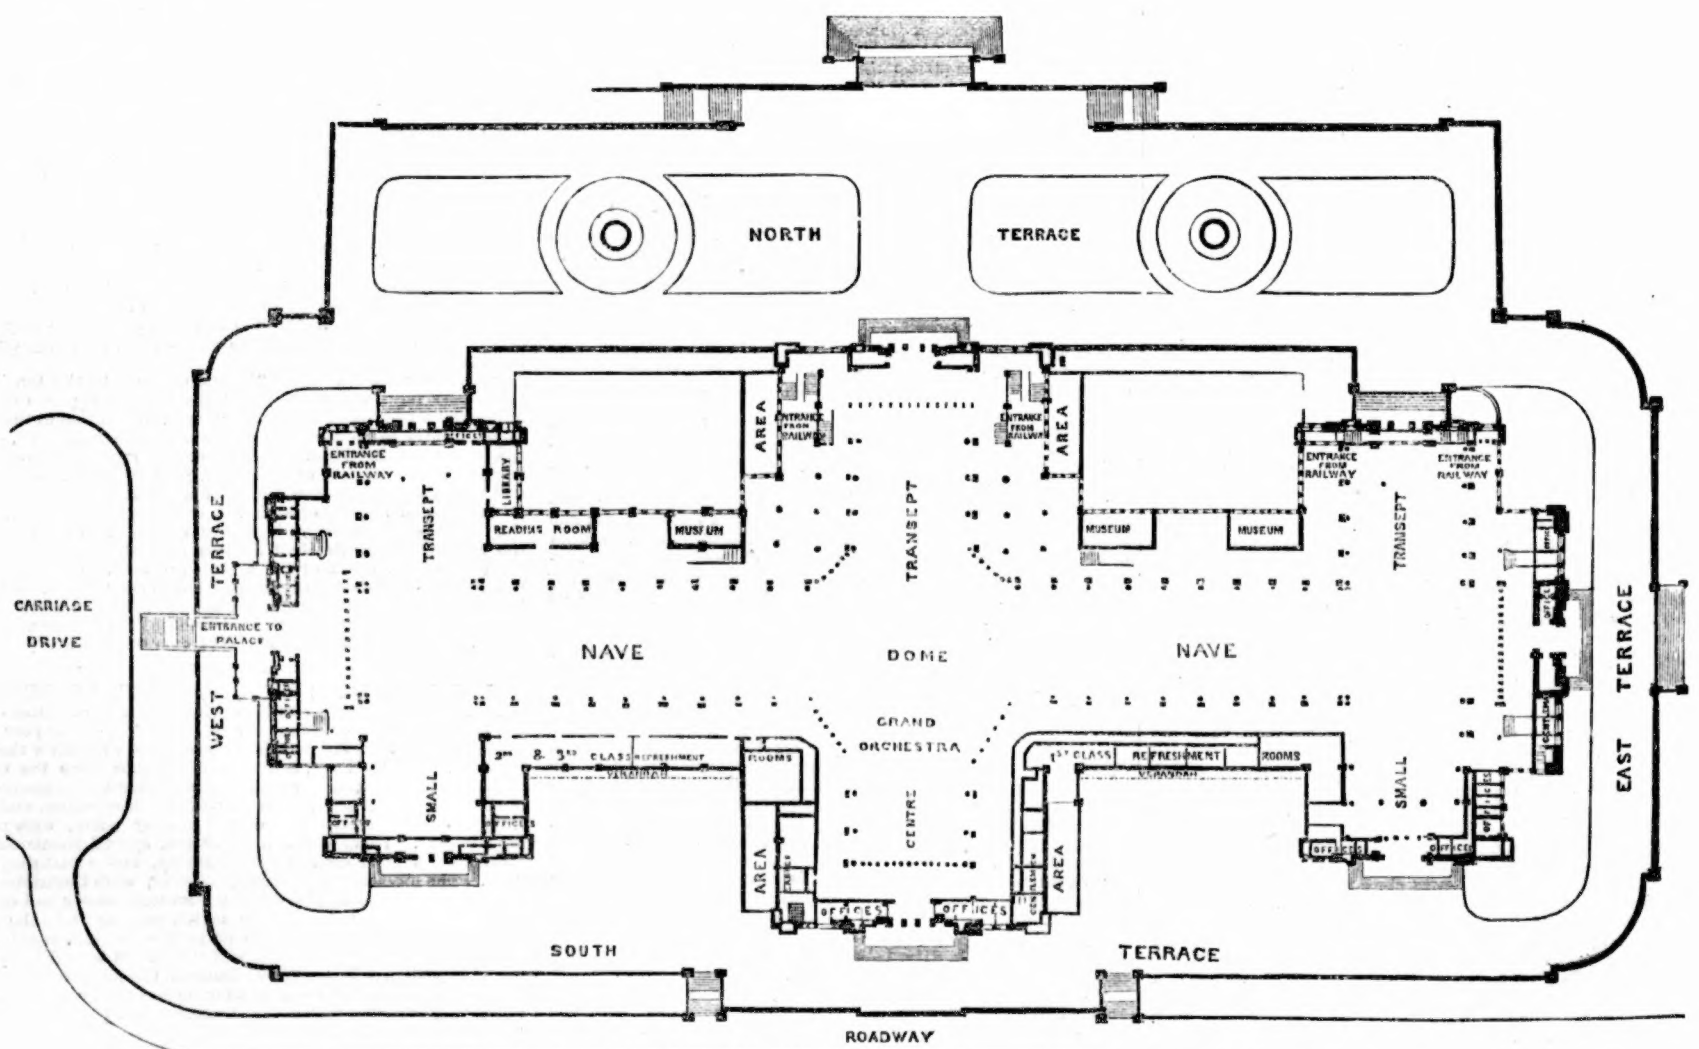 NORTH TERRACE
AREA
ENTRANCE
FROM
RAILWAY
ENTRANCE
FROM
RAILWAY
AREA
OFFICES
ENTRANCE
FROM
RAILWAY
LIBRARY
ENTRANCE
FROM
RAILWAY
ENTRANCE
FROM
RAILWAY
TRANSEPT
READING ROOM
MUSEUM
TRANSEPT
MUSEUM
MUSEUM
TRANSEPT
WEST TERRACE
CARRIAGE
DRIVE
ENTRANCE TO
PALACE
OFFICES
NAVE
DOME
NAVE
EAST TERRACE
GRAND
ORCHESTRA
2ND & 3RD CLASS REFRESHMENT ROOMS
VERANDAH
1ST CLASS REFRESHMENT ROOMS
VERANDAH
SMALL
CENTRE
SMALL
OFFICES
OFFICES
AREA
AREA
OFFICES
OFFICES
OFFICES
OFFICES
OFFICES
SOUTH TERRACE
ROADWAY